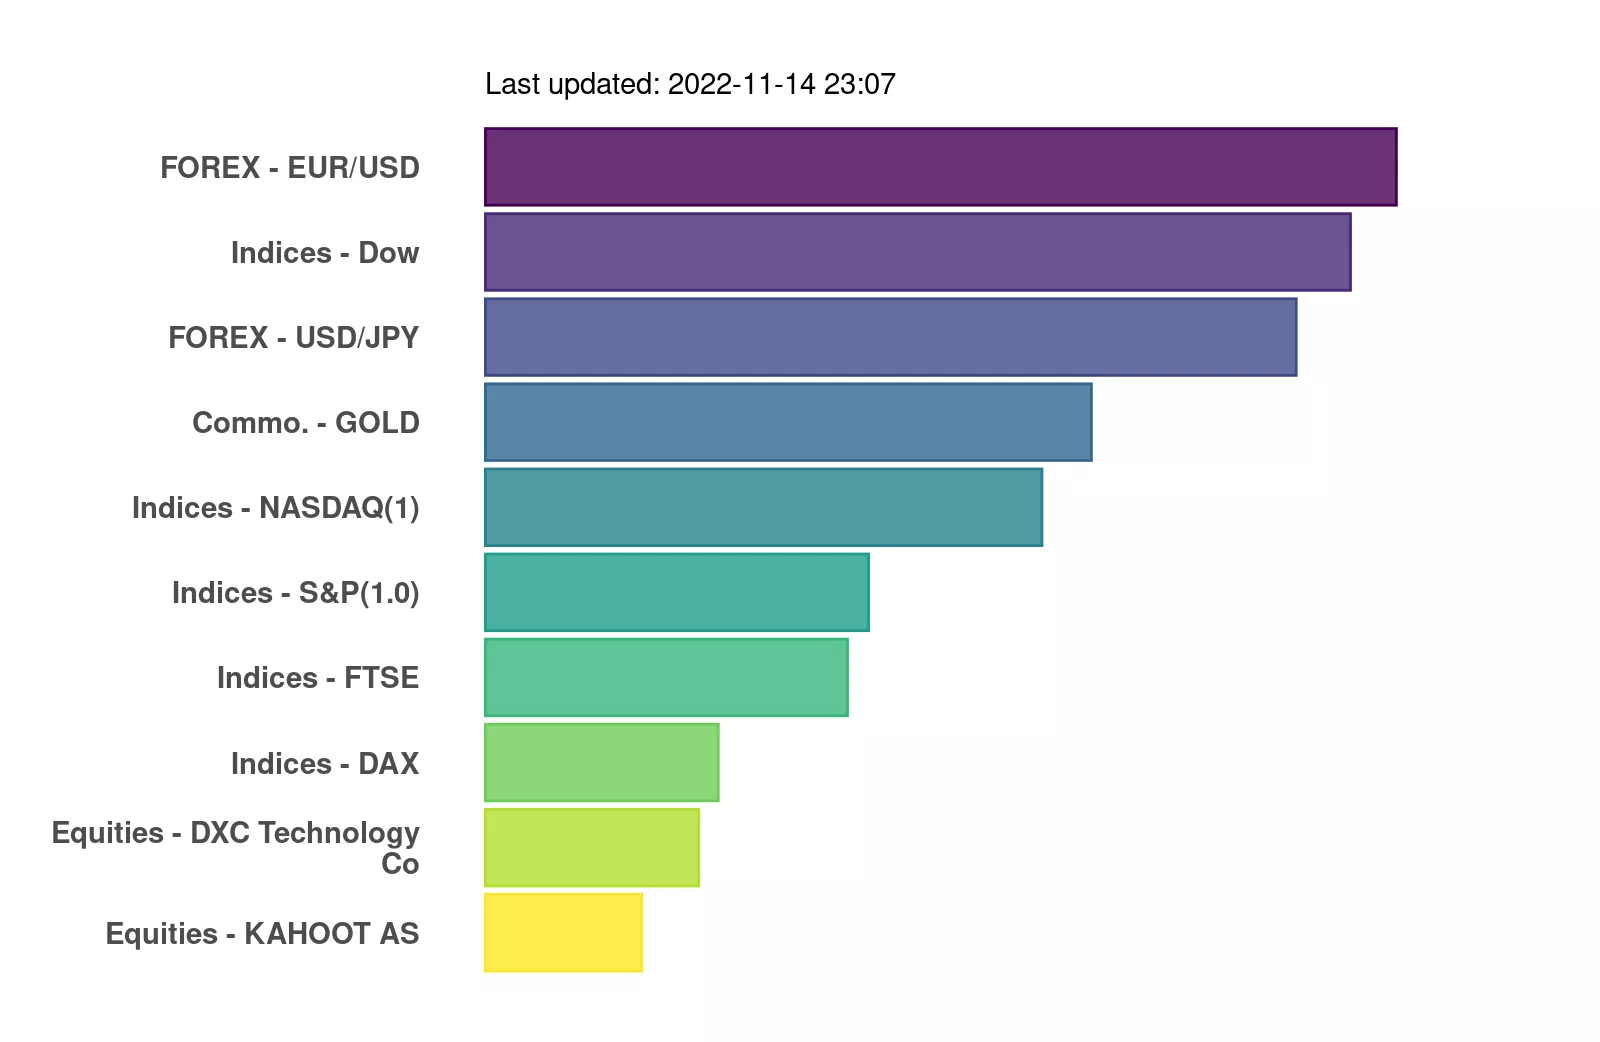 Last updated: 2022-11-14 23:07
FOREX - EUR/USD
Indices - Dow
FOREX - USD/JPY
Commo. - GOLD
Indices - NASDAQ(1)
Indices - S&P(1.0)
Indices - FTSE
Indices - DAX
Equities - DXC Technology
Co
Equities - KAHOOT AS